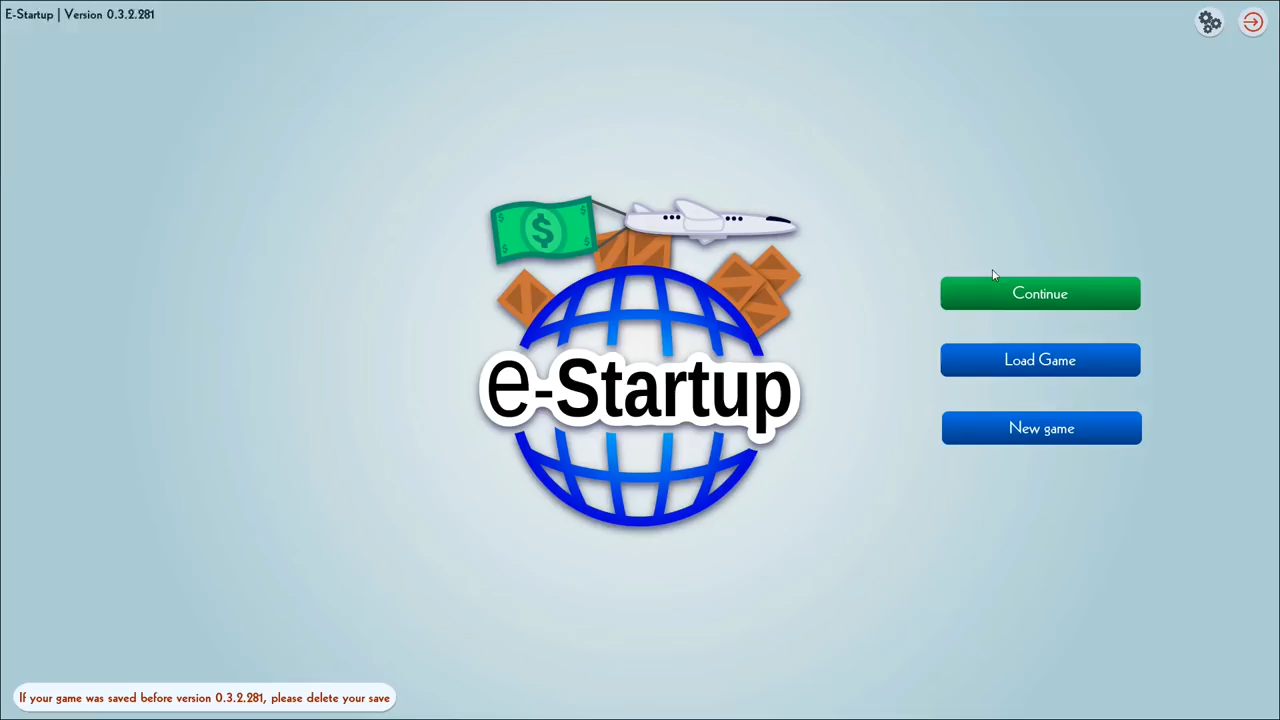 E-Startup | Version 0.3.2.281
$
$
$
$
$
e-Startup
Continue
Load Game
New game
If your game was saved before version 0.3.2.281, please delete your save